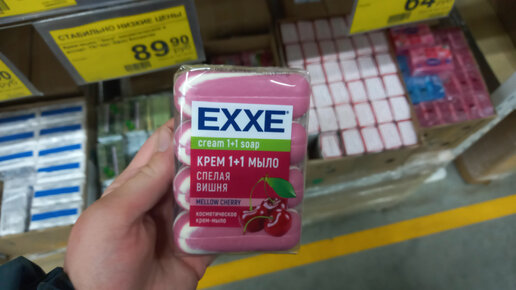 СТАБИЛЬНО НИЗКИЕ ЦЕНЫ
89 90
64
EXXE
cream 1+1 soap
КРЕМ 1+1 МЫЛО
СПЕЛАЯ
ВИШНЯ
MELLOW CHERRY
косметическое
крем-мыло